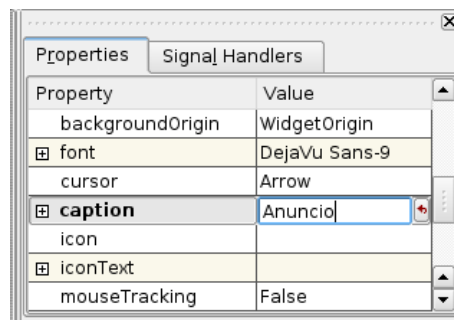 Properties Signal Handlers
Property Value
backgroundOrigin WidgetOrigin
font DejaVu Sans-9
cursor Arrow
caption Anuncio
icon
iconText
mouseTracking False